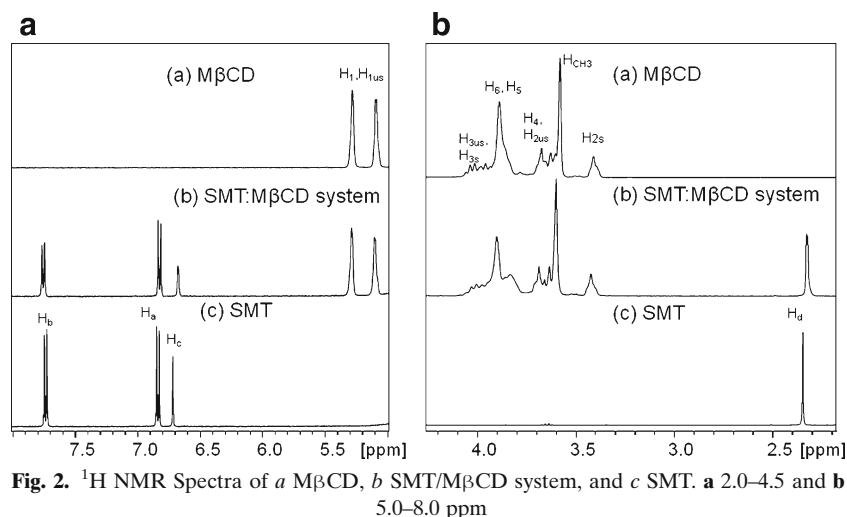 a
(a) MβCD
H1,H1us
(b) SMT:MβCD system
(c) SMT
Hb
Ha
Hc
7.5 7.0 6.5 6.0 5.5 [ppm]
b
(a) MβCD
HCH3
H6, H5
H4,
H2us
H3us,
H3s
H2s
(b) SMT:MβCD system
(c) SMT
Hd
4.0 3.5 3.0 2.5 [ppm]
Fig. 2. ¹H NMR Spectra of a MβCD, b SMT/MβCD system, and c SMT. a 2.0–4.5 and b
5.0–8.0 ppm